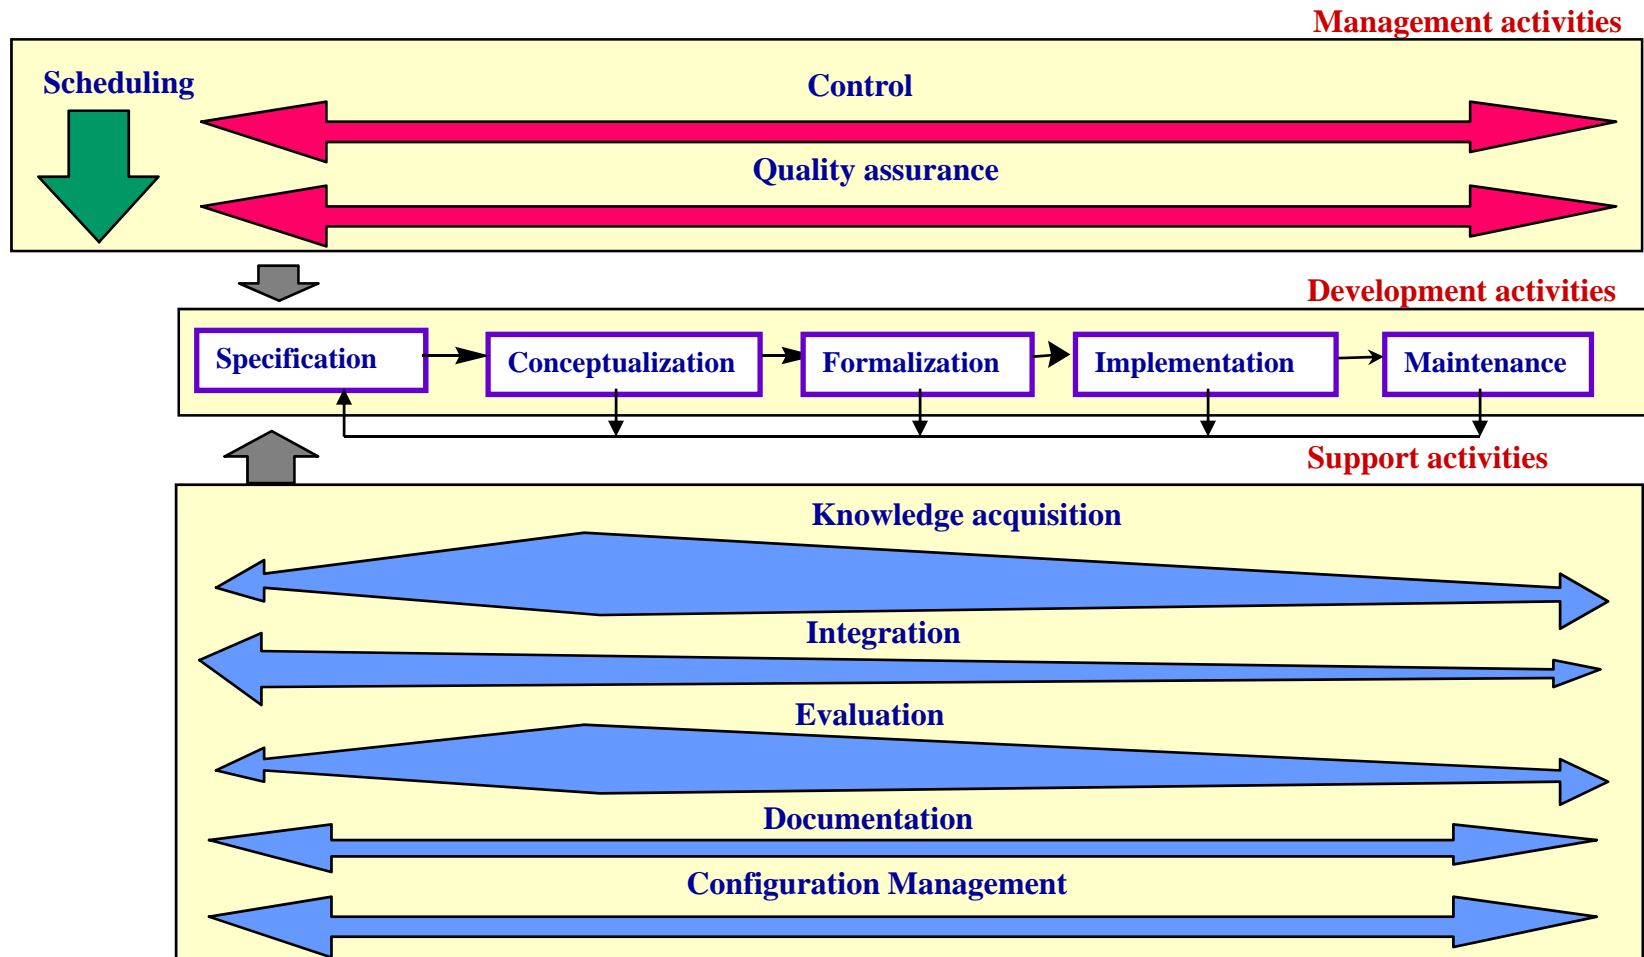 Management activities
Scheduling
Control
Quality assurance
Development activities
Specification
Conceptualization
Formalization
Implementation
Maintenance
Support activities
Knowledge acquisition
Integration
Evaluation
Documentation
Configuration Management